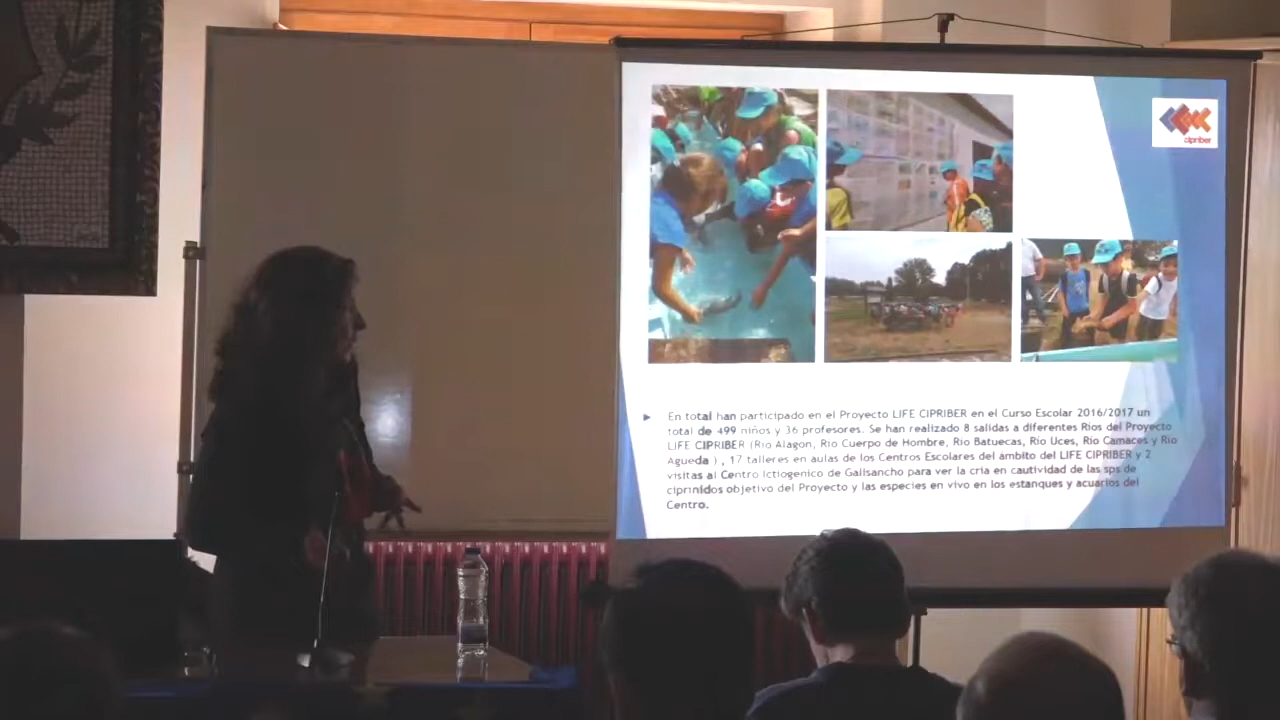 cipriber
En total han participado en el Proyecto LIFE CIPRIBER en el Curso Escolar 2016/2017 un
total de 499 niños y 36 profesores. Se han realizado 8 salidas a diferentes Rios del Proyecto
LIFE CIPRIBER (Rio Alagon, Rio Cuerpo de Hombre, Rio Batuecas, Río Uces, Rio Camaces y Rio
Agueda ) , 17 talleres en aulas de los Centros Escolares del ámbito del LIFE CIPRIBER y 2
visitas al Centro Ictiogenico de Galisancho para ver la cria en cautividad de las sps de
ciprinidos objetivo del Proyecto y las especies en vivo en los estanques y acuarios del
Centro.